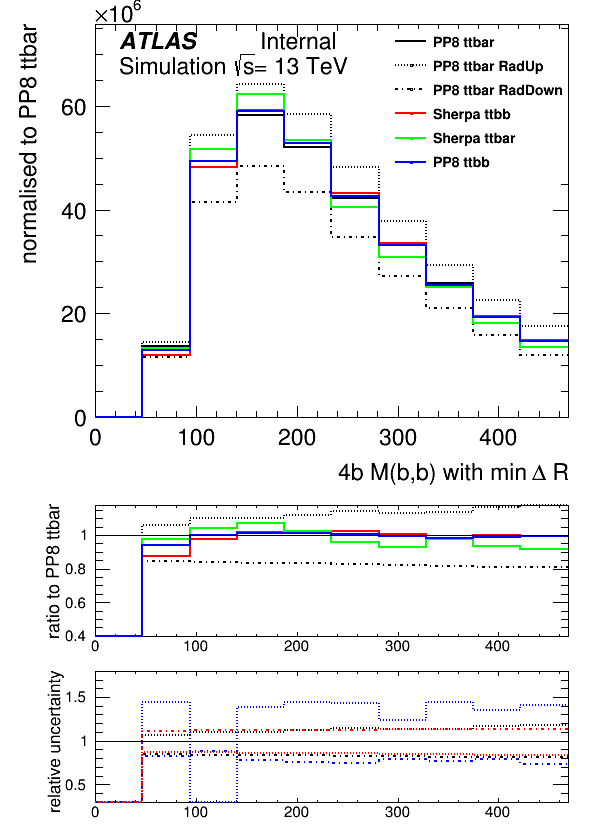 ×10⁶
normalised to PP8 ttbar
ATLAS Internal
Simulation √s= 13 TeV
PP8 ttbar
PP8 ttbar RadUp
PP8 ttbar RadDown
Sherpa ttbb
Sherpa ttbar
PP8 ttbb
60
40
20
0
0 100 200 300 400
4b M(b,b) with min Δ R
ratio to PP8 ttbar
1
0.8
0.6
0.4
0 100 200 300 400
relative uncertainty
1.5
1
0.5
0 100 200 300 400